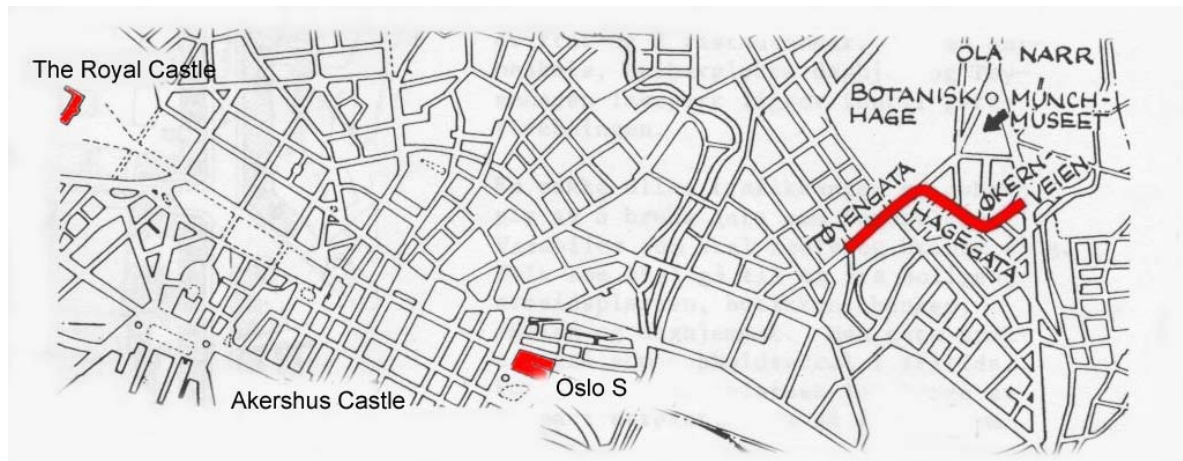 The Royal Castle
OLA NARR
BOTANISK
HAGE
MUNCH-
MUSEET
TØYENGATA
HAGEGATA
ØKERN-
VEIEN
Akershus Castle
Oslo S